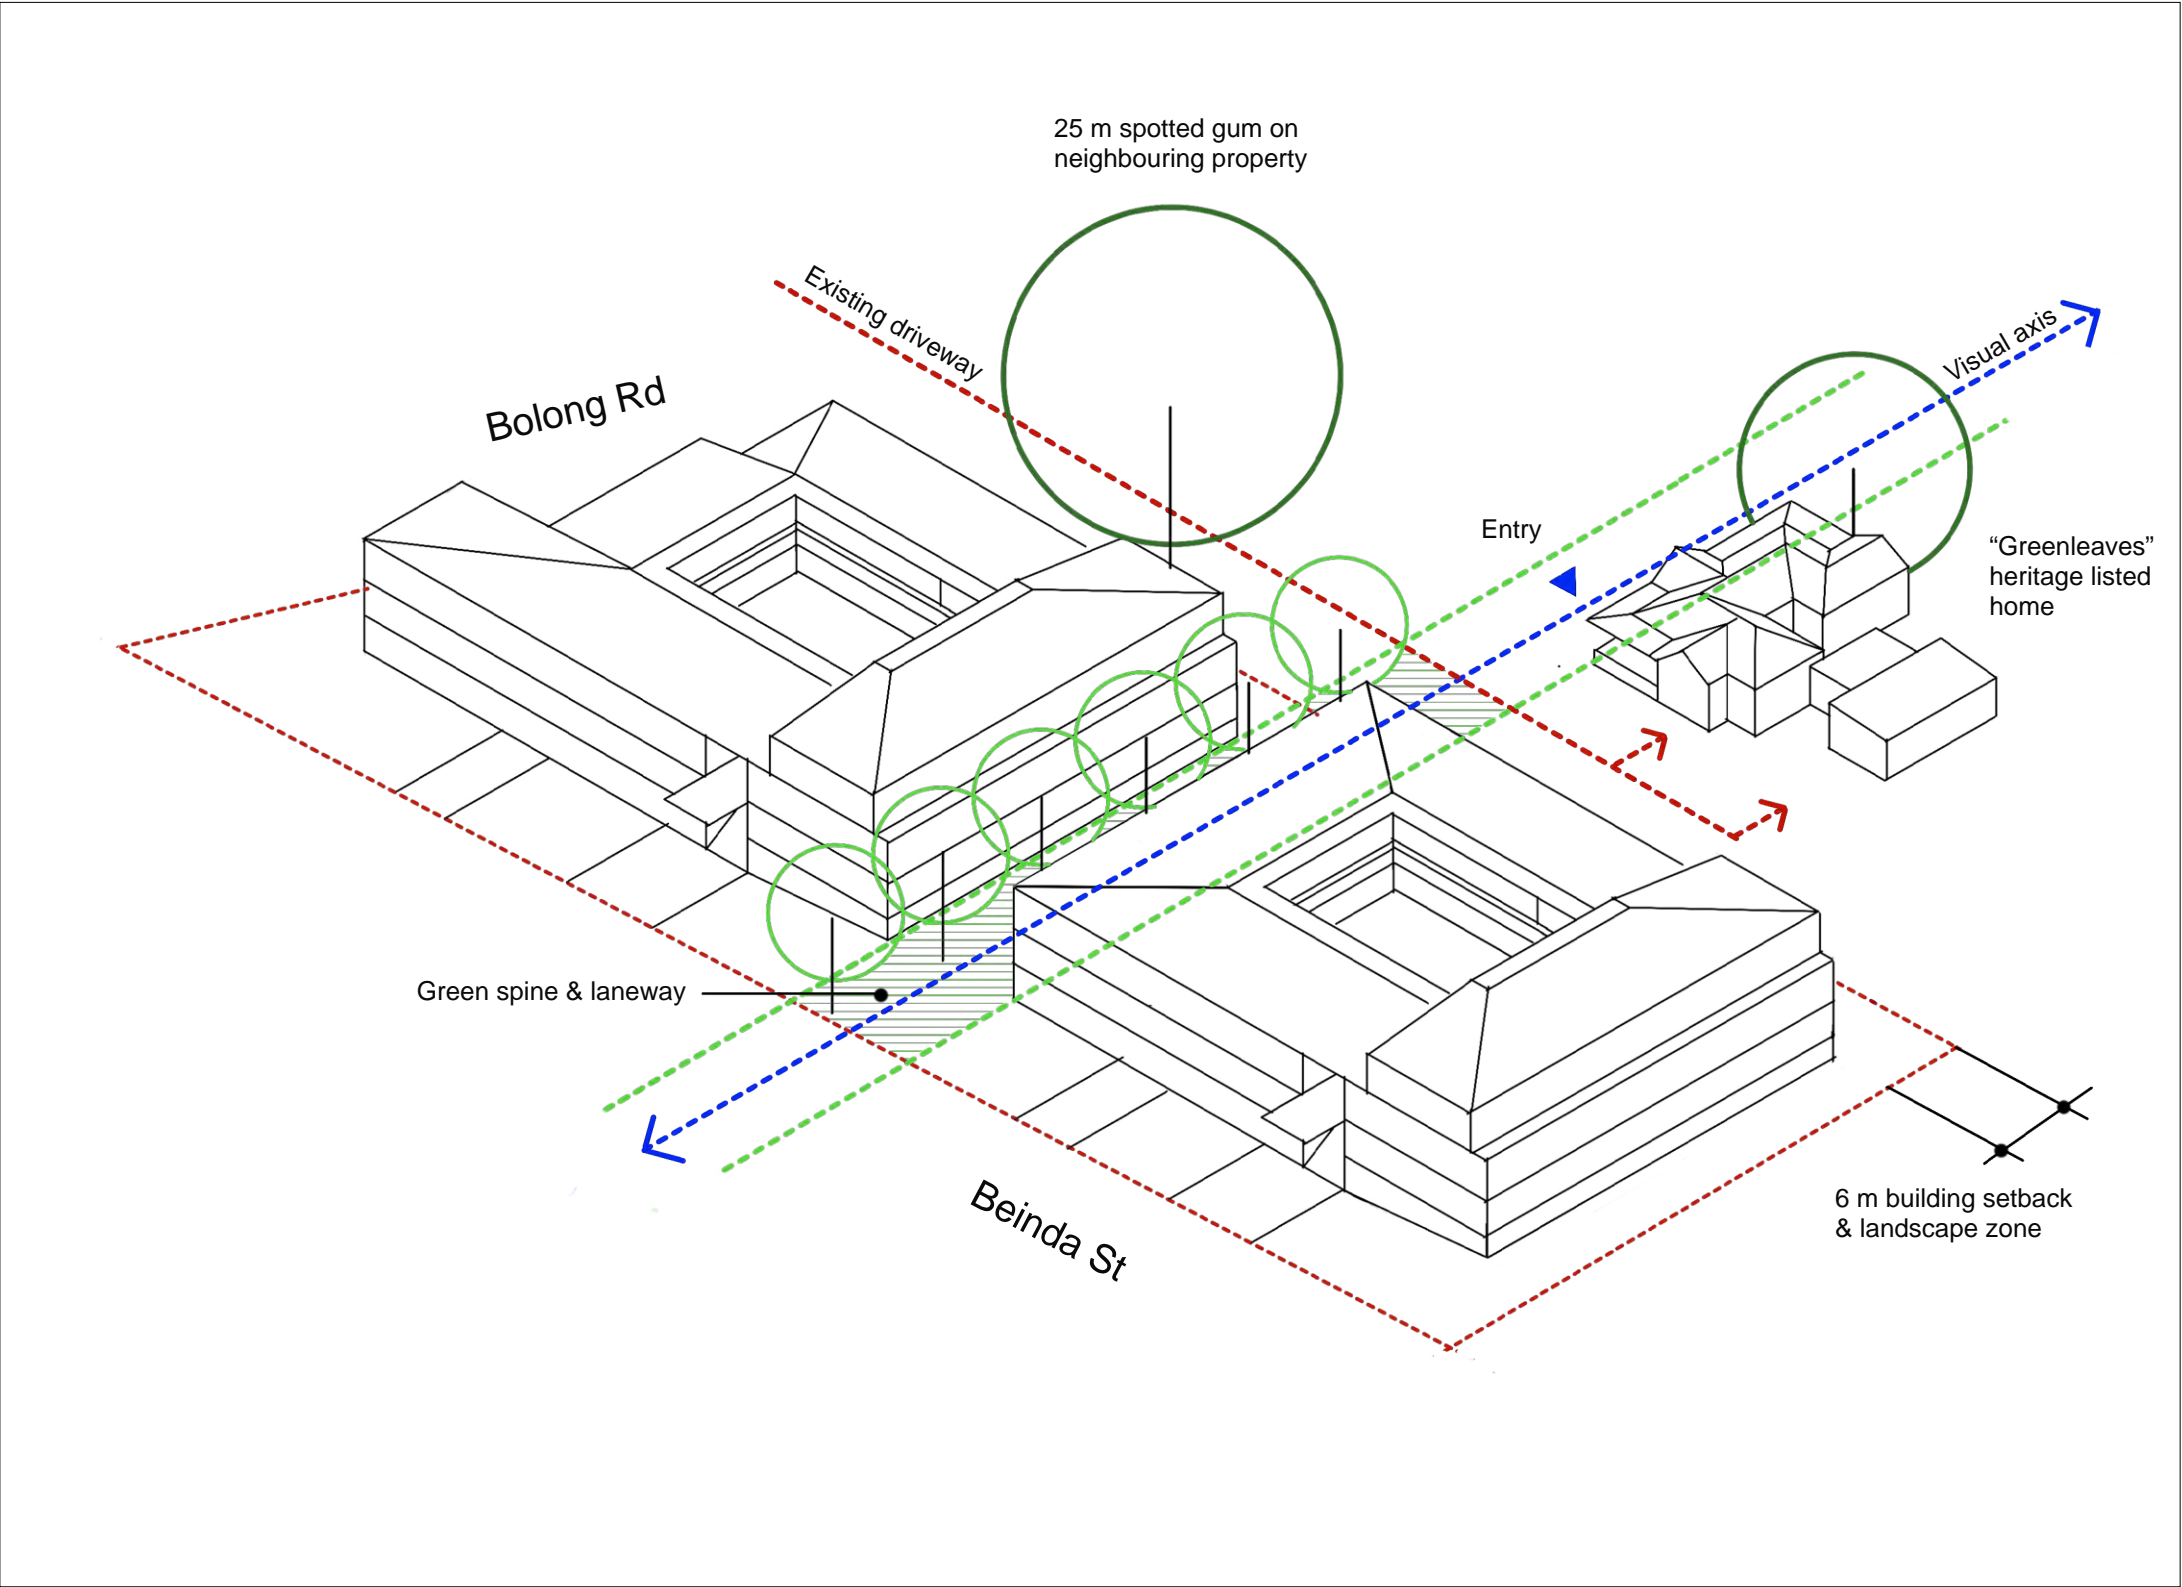 25 m spotted gum on
neighbouring property
Existing driveway
Visual axis
Bolong Rd
Entry
“Greenleaves”
heritage listed
home
Green spine & laneway
Beinda St
6 m building setback
& landscape zone